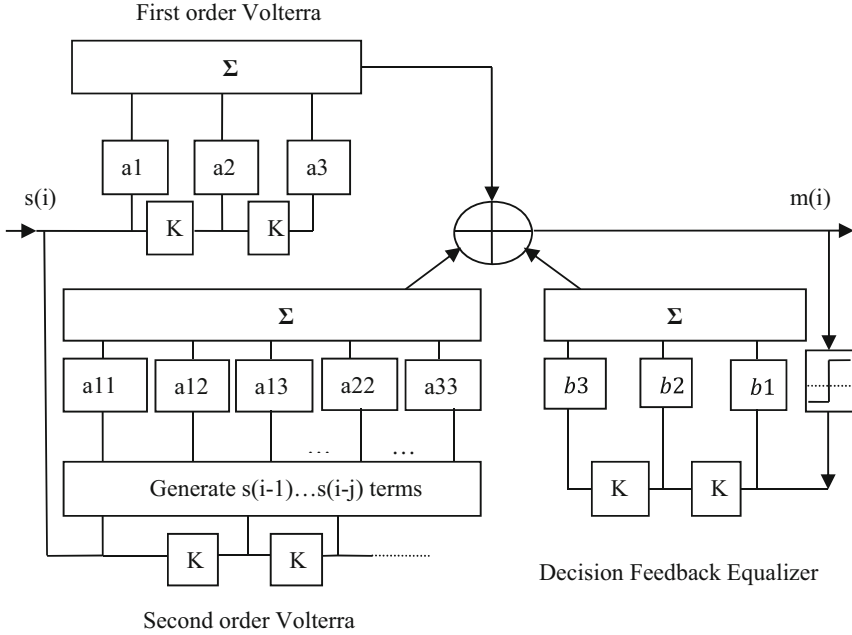 First order Volterra
Σ
a1 a2 a3
s(i) m(i)
K K
Σ Σ
a11 a12 a13 a22 a33 b3 b2 b1
... ...
Generate s(i-1)...s(i-j) terms K K
K K
Decision Feedback Equalizer
Second order Volterra